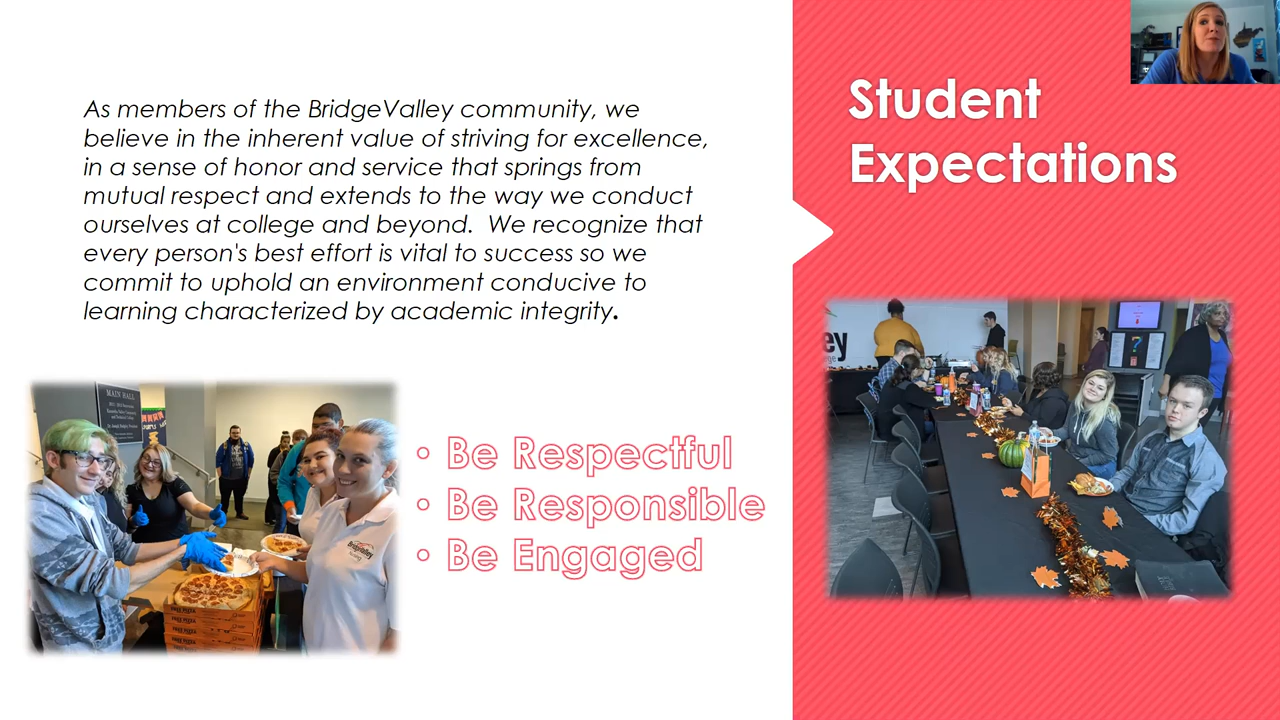 As members of the BridgeValley community, we
believe in the inherent value of striving for excellence,
in a sense of honor and service that springs from
mutual respect and extends to the way we conduct
ourselves at college and beyond.  We recognize that
every person's best effort is vital to success so we
commit to uphold an environment conducive to
learning characterized by academic integrity.
Student
Expectations
• Be Respectful
• Be Responsible
• Be Engaged
MAIN HALL
BridgeValley
ey
?